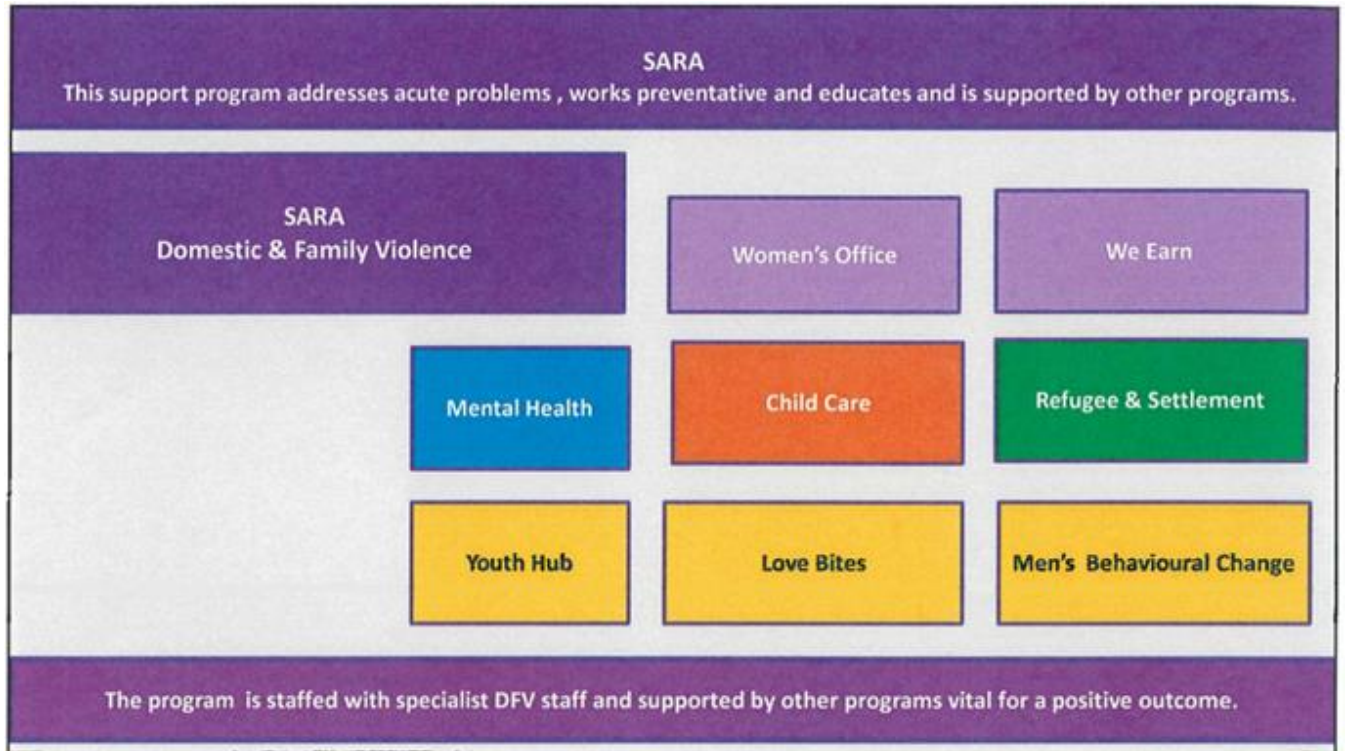 SARA
This support program addresses acute problems , works preventative and educates and is supported by other programs.
SARA
Domestic & Family Violence
Women's Office
We Earn
Mental Health
Child Care
Refugee & Settlement
Youth Hub
Love Bites
Men's Behavioural Change
The program is staffed with specialist DFV staff and supported by other programs vital for a positive outcome.